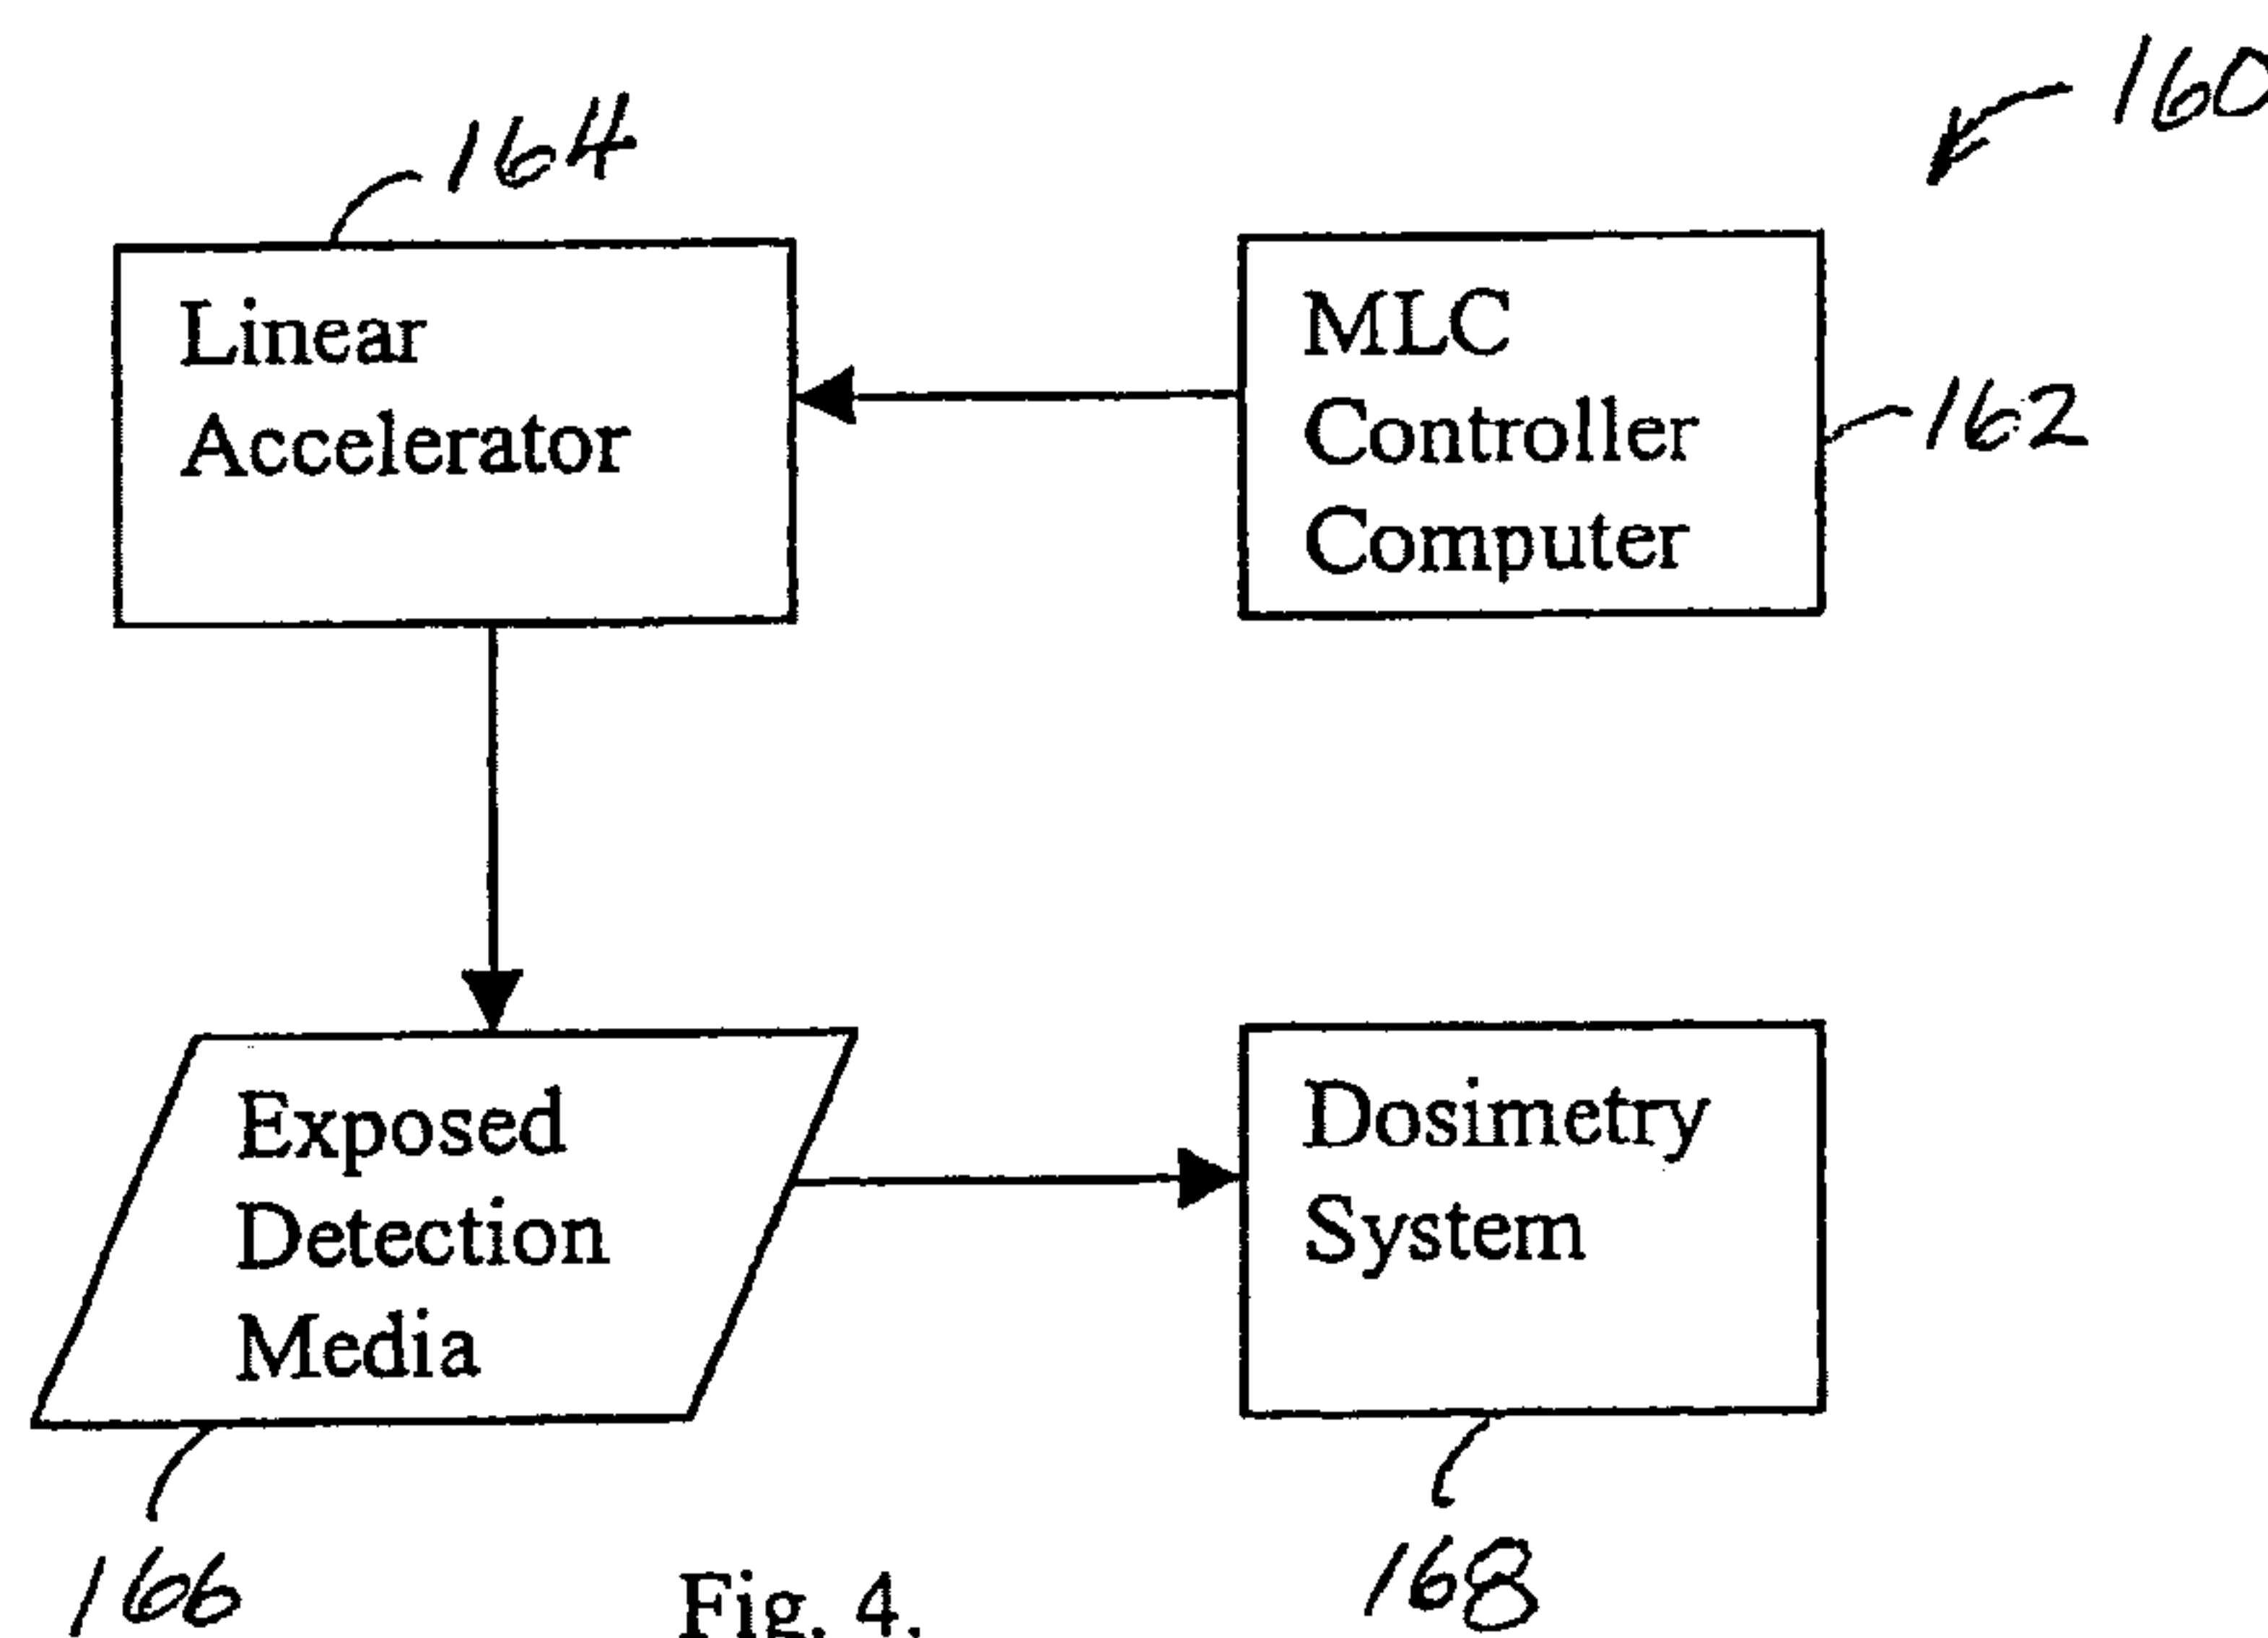 160
164
Linear
Accelerator
MLC
Controller
Computer
162
Exposed
Detection
Media
Dosimetry
System
166
168
Fig. 4.